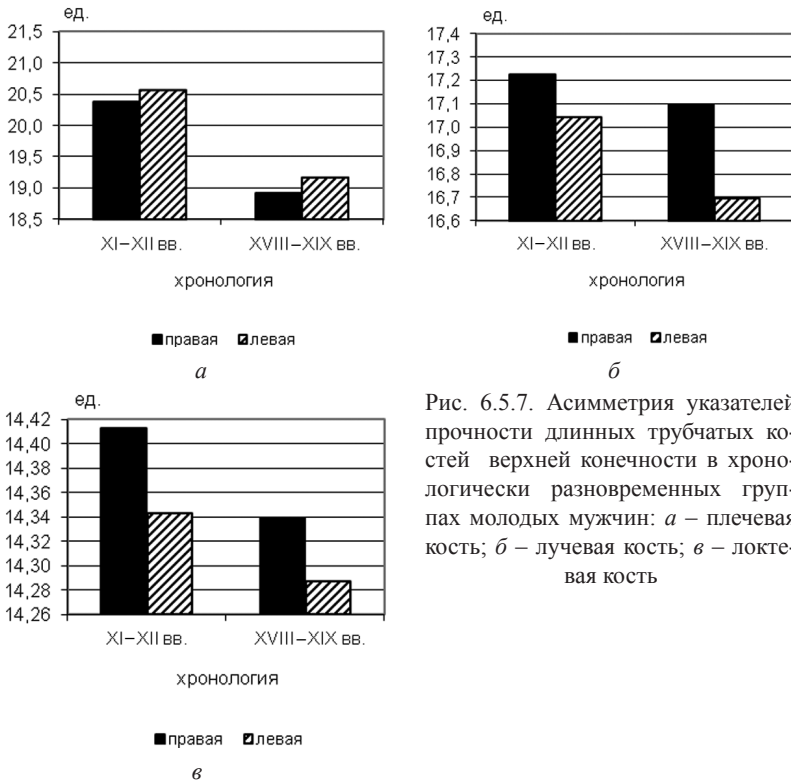 ед.
21,5
21,0
20,5
20,0
19,5
19,0
18,5
XI–XII вв.
XVIII–XIX вв.
хронология
правая левая
а
ед.
17,4
17,3
17,2
17,1
17,0
16,9
16,8
16,7
16,6
XI–XII вв.
XVIII–XIX вв.
хронология
правая левая
б
ед.
14,42
14,40
14,38
14,36
14,34
14,32
14,30
14,28
14,26
XI–XII вв.
XVIII–XIX вв.
хронология
правая левая
в
Рис. 6.5.7. Асимметрия указателей
прочности длинных трубчатых ко-
стей верхней конечности в хроно-
логически разновременных груп-
пах молодых мужчин: а – плечевая
кость; б – лучевая кость; в – локте-
вая кость